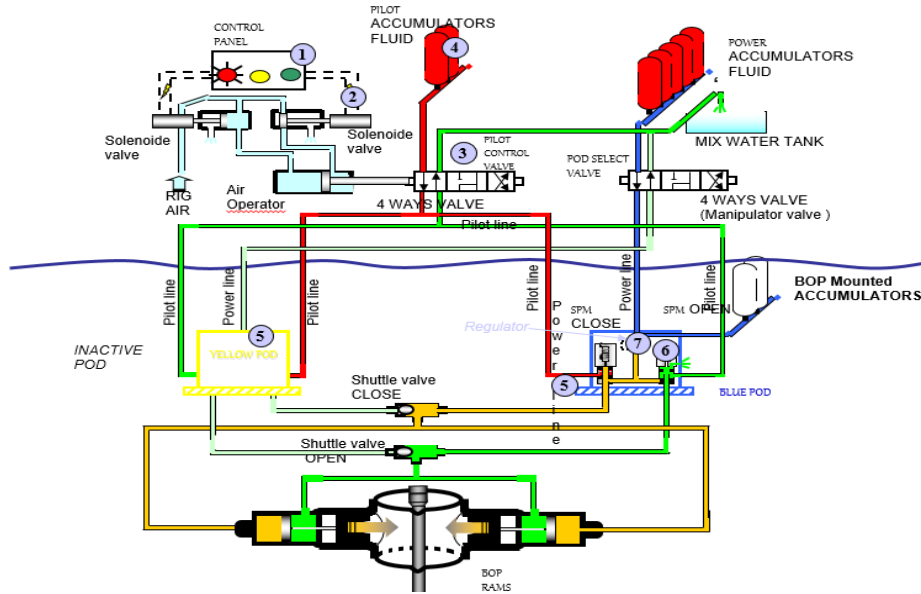 CONTROL
PANEL
1
2
Solenoide
valve
Solenoide
valve
RIG
AIR
Air
Operator
PILOT
ACCUMULATORS
FLUID
4
3
PILOT
CONTROL
VALVE
4 WAYS VALVE
Pilot line
POWER
ACCUMULATORS
FLUID
MIX WATER TANK
POD SELECT
VALVE
4 WAYS VALVE
(Manipulator valve )
Pilot line
Power line
Pilot line
Power line
Pilot line
BOP Mounted
ACCUMULATORS
INACTIVE
POD
5
YELLOW POD
Regulator
SPM
CLOSE
SPM OPEN
7
6
5
Power line
BLUE POD
Shuttle valve
CLOSE
Shuttle valve
OPEN
BOP
RAMS